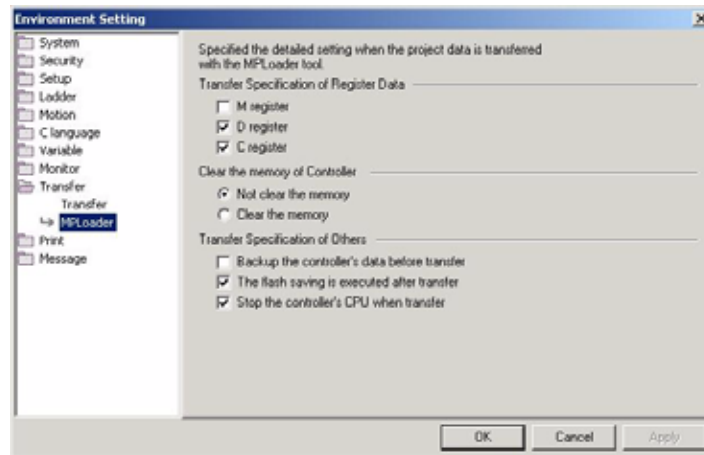 Environment Setting
System
Security
Setup
Ladder
Motion
C language
Variable
Monitor
Transfer
Transfer
MPLoader
Print
Message
Specified the detailed setting when the project data is transferred
with the MPLoader tool.
Transfer Specification of Register Data
M register
D register
C register
Clear the memory of Controller
Not clear the memory
Clear the memory
Transfer Specification of Others
Backup the controller's data before transfer
The flash saving is executed after transfer
Stop the controller's CPU when transfer
OK
Cancel
Apply